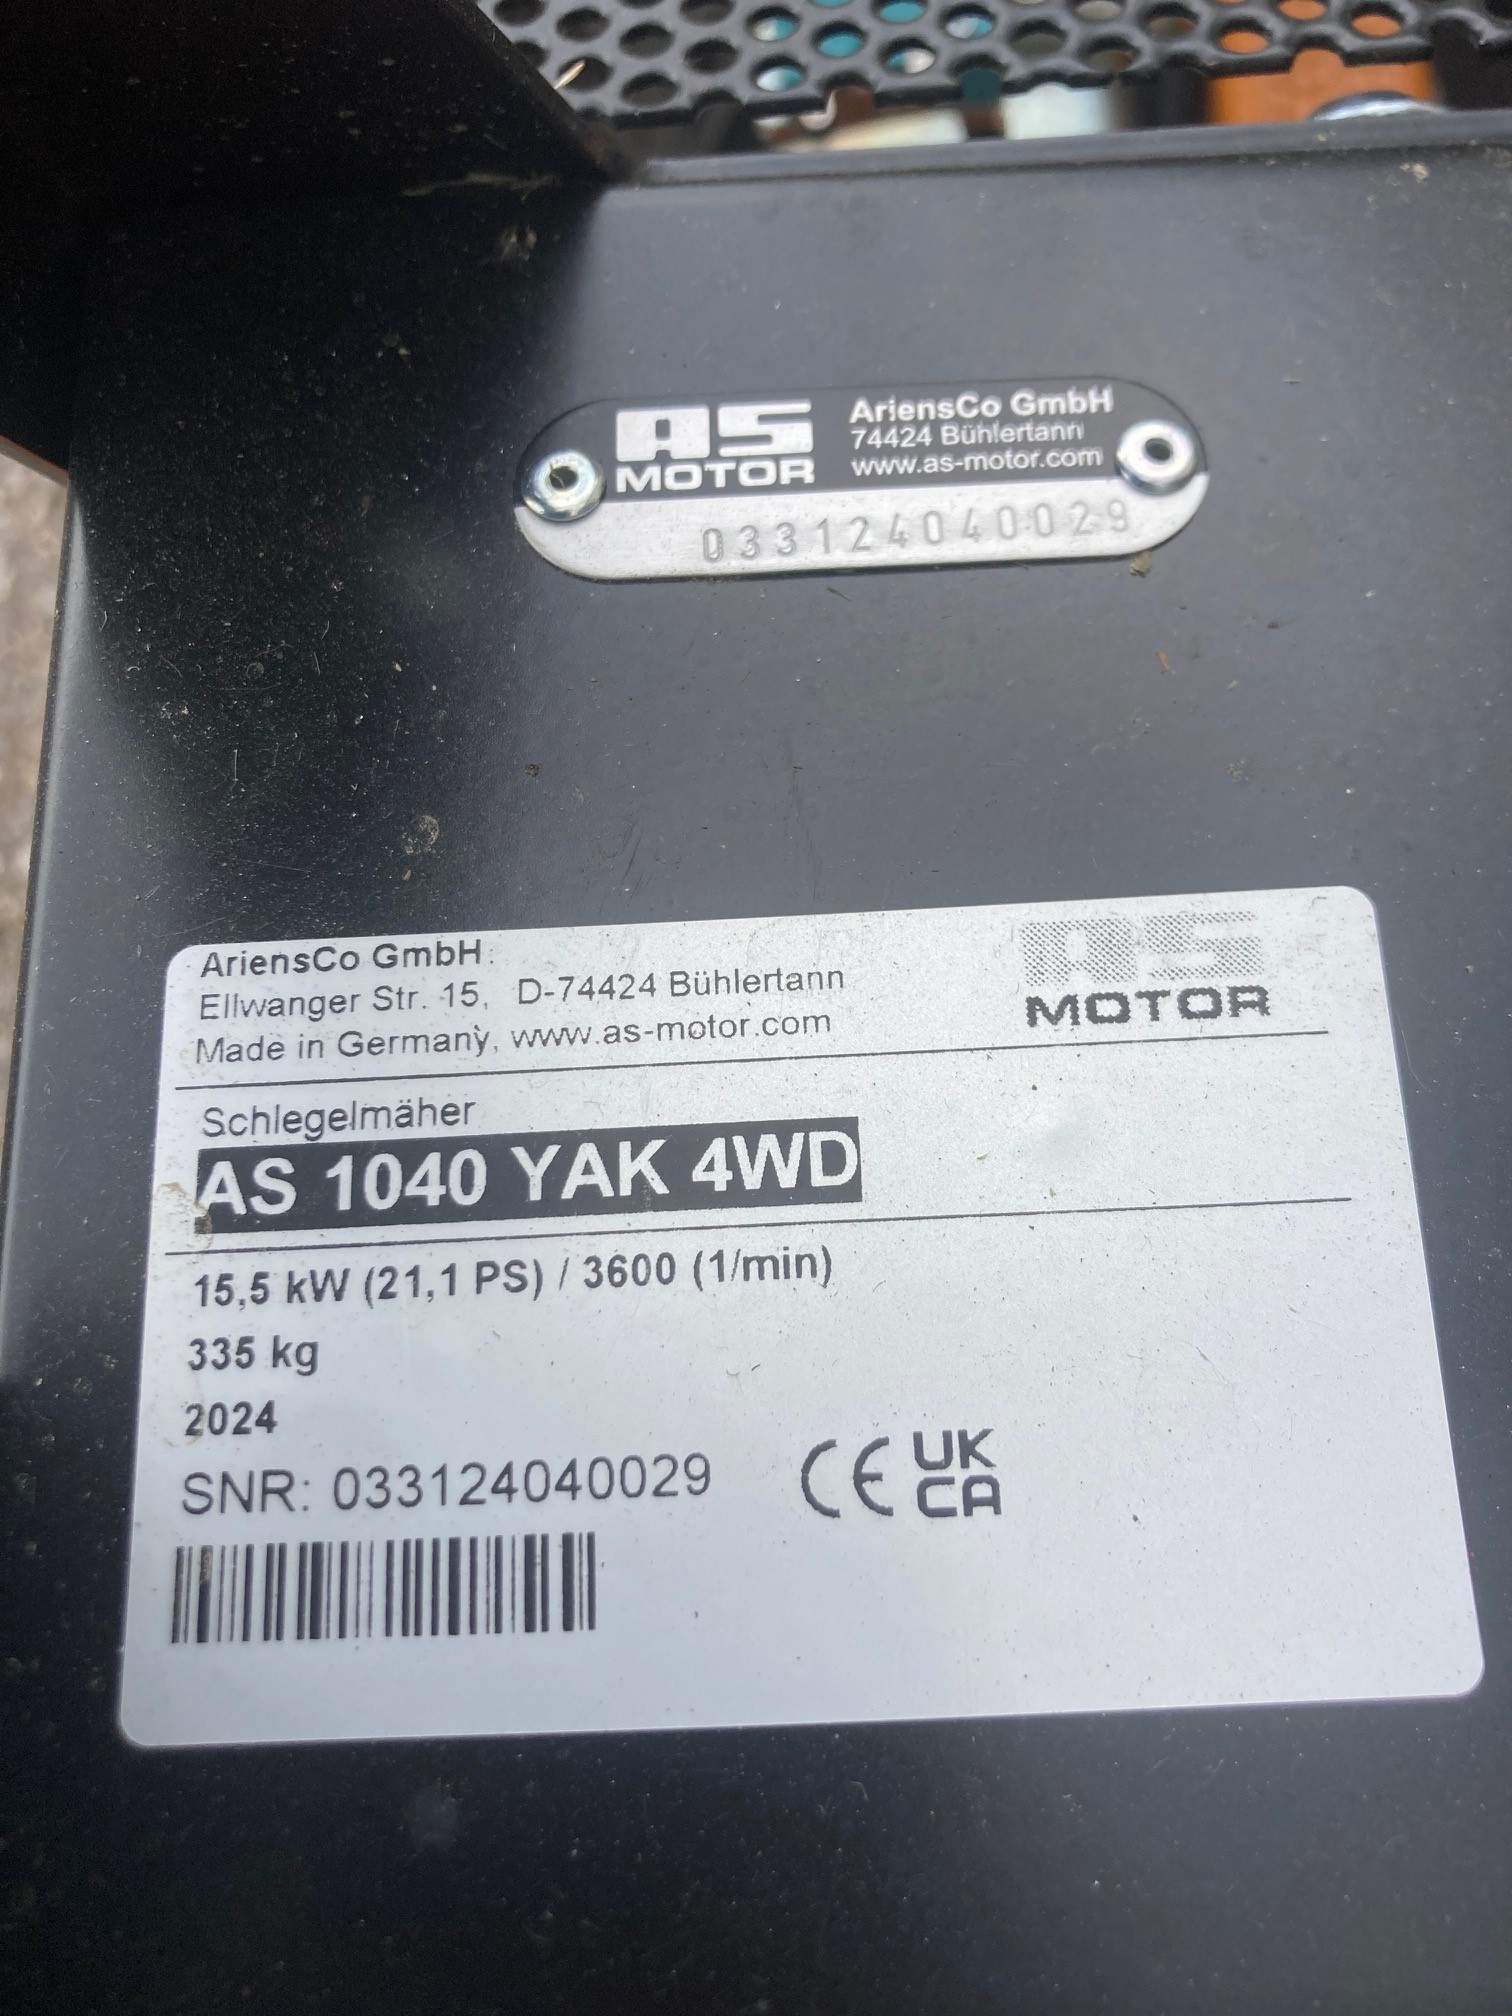 AS
MOTOR
AriensCo GmbH
74424 Bühlertann
www.as-motor.com
033124040029
AriensCo GmbH
Ellwanger Str. 15, D-74424 Bühlertann
Made in Germany, www.as-motor.com
AS
MOTOR
Schlegelmäher
AS 1040 YAK 4WD
15,5 kW (21,1 PS) / 3600 (1/min)
335 kg
2024
SNR: 033124040029
CE
UK
CA